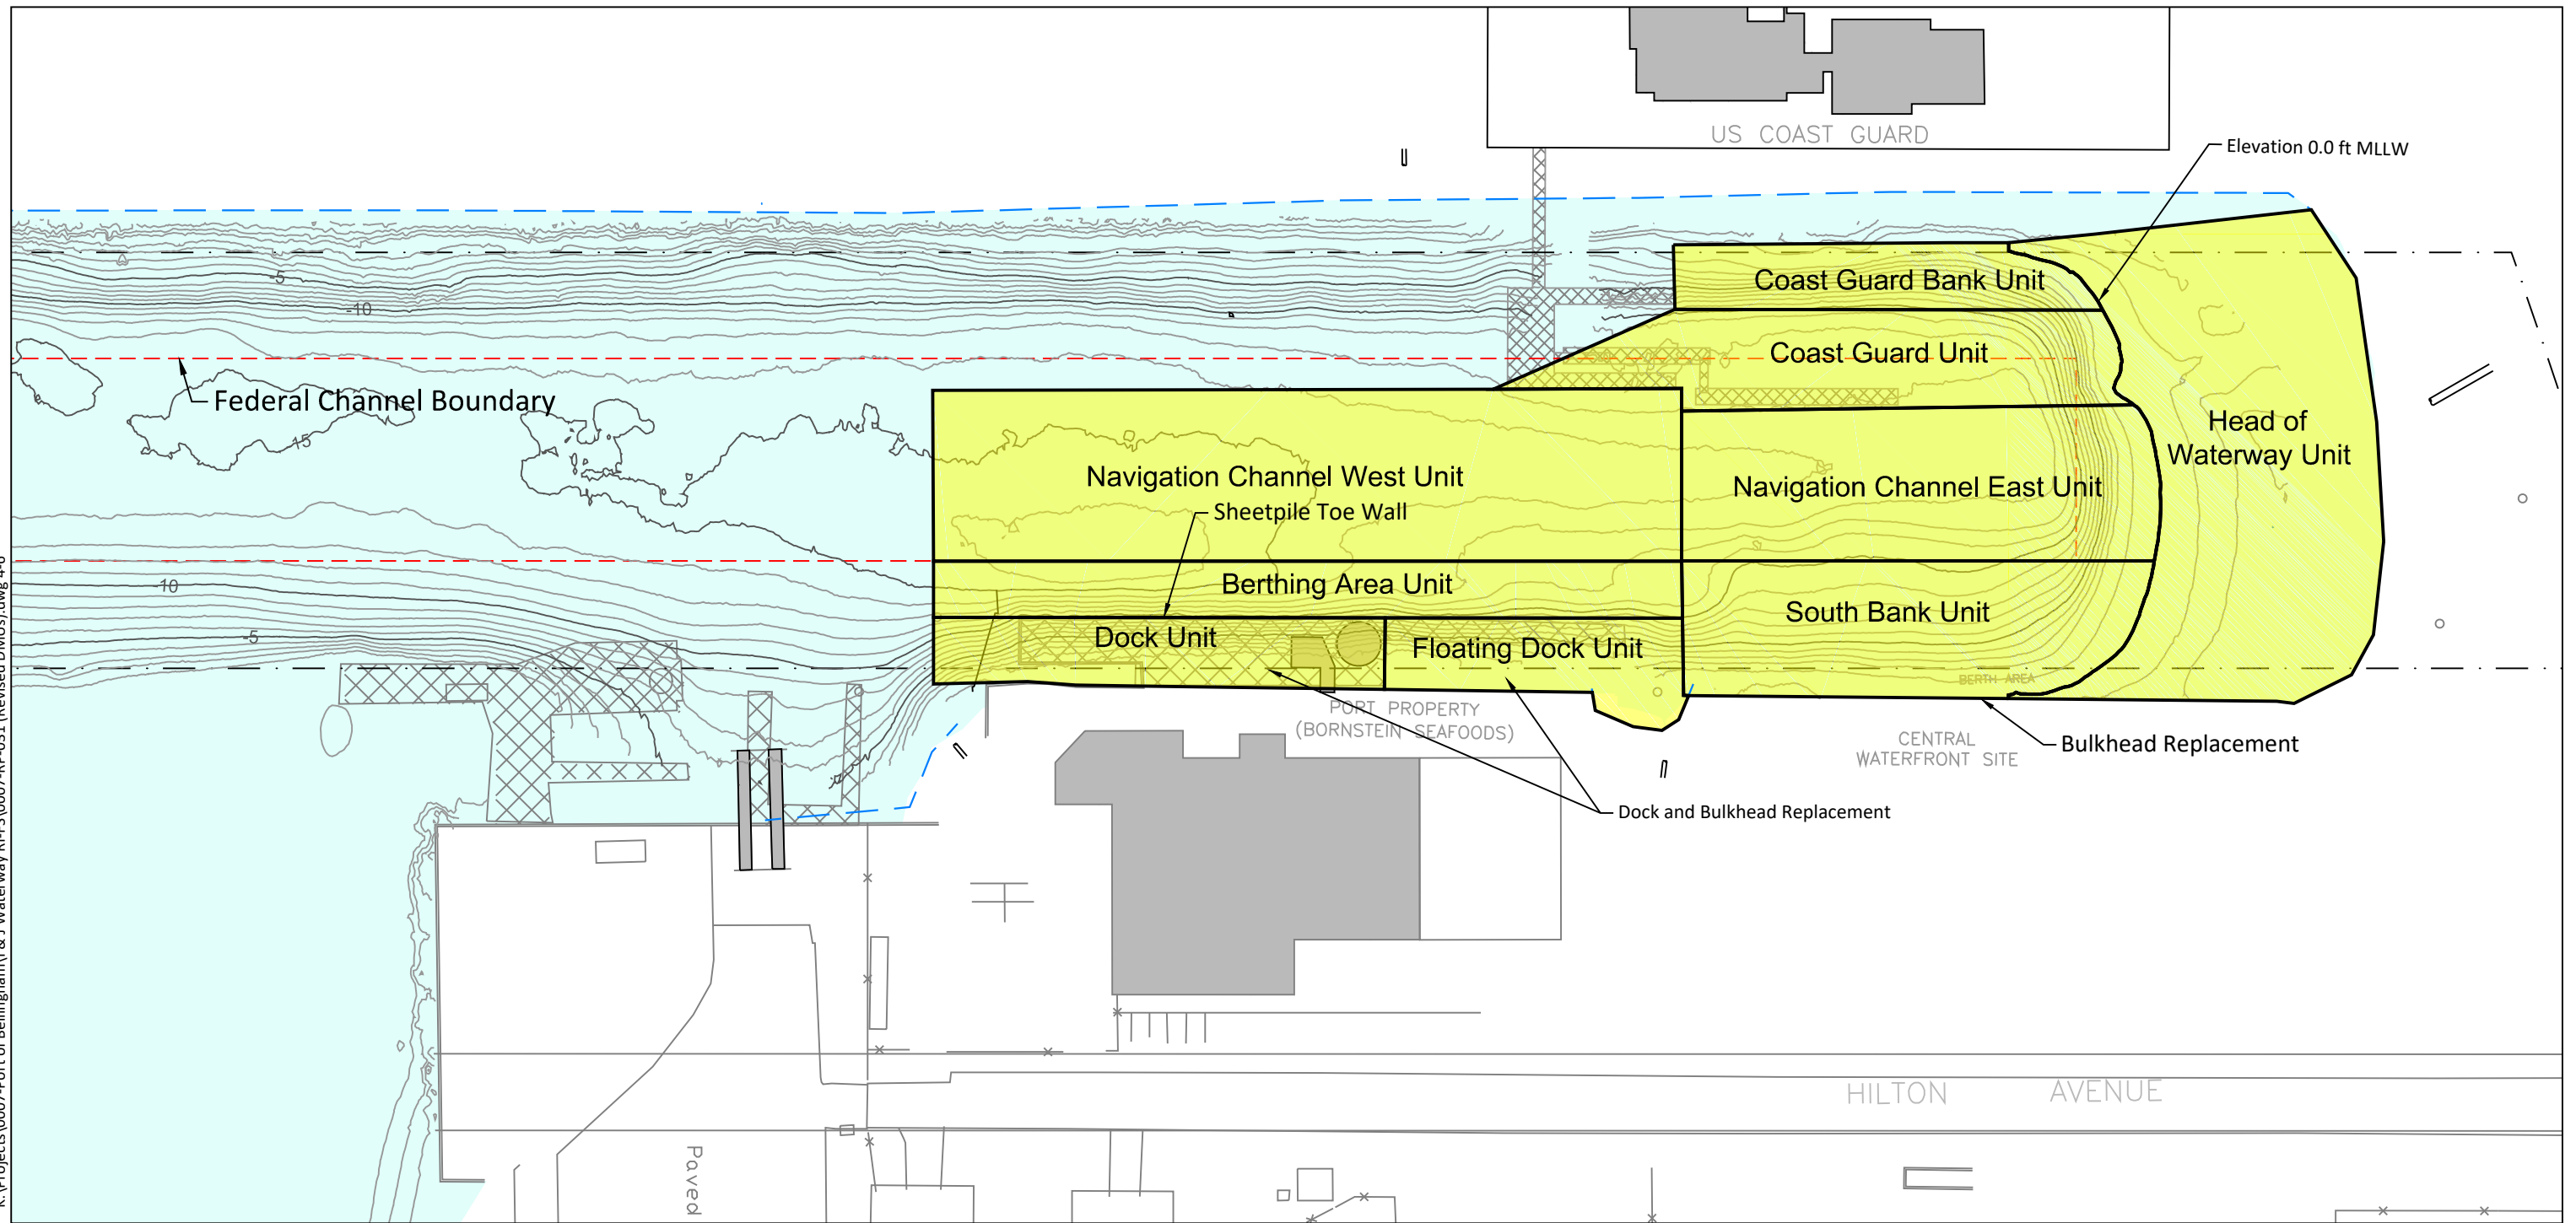 US COAST GUARD
Elevation 0.0 ft MLLW
-5
-10
Coast Guard Bank Unit
Coast Guard Unit
Federal Channel Boundary
15
Head of
Waterway Unit
Navigation Channel West Unit
Navigation Channel East Unit
Sheetpile Toe Wall
-10
Berthing Area Unit
South Bank Unit
-5
Dock Unit
Floating Dock Unit
BERTH AREA
PORT PROPERTY
(BORNSTEIN SEAFOODS)
CENTRAL
WATERFRONT SITE
Bulkhead Replacement
Dock and Bulkhead Replacement
HILTON AVENUE
Paved